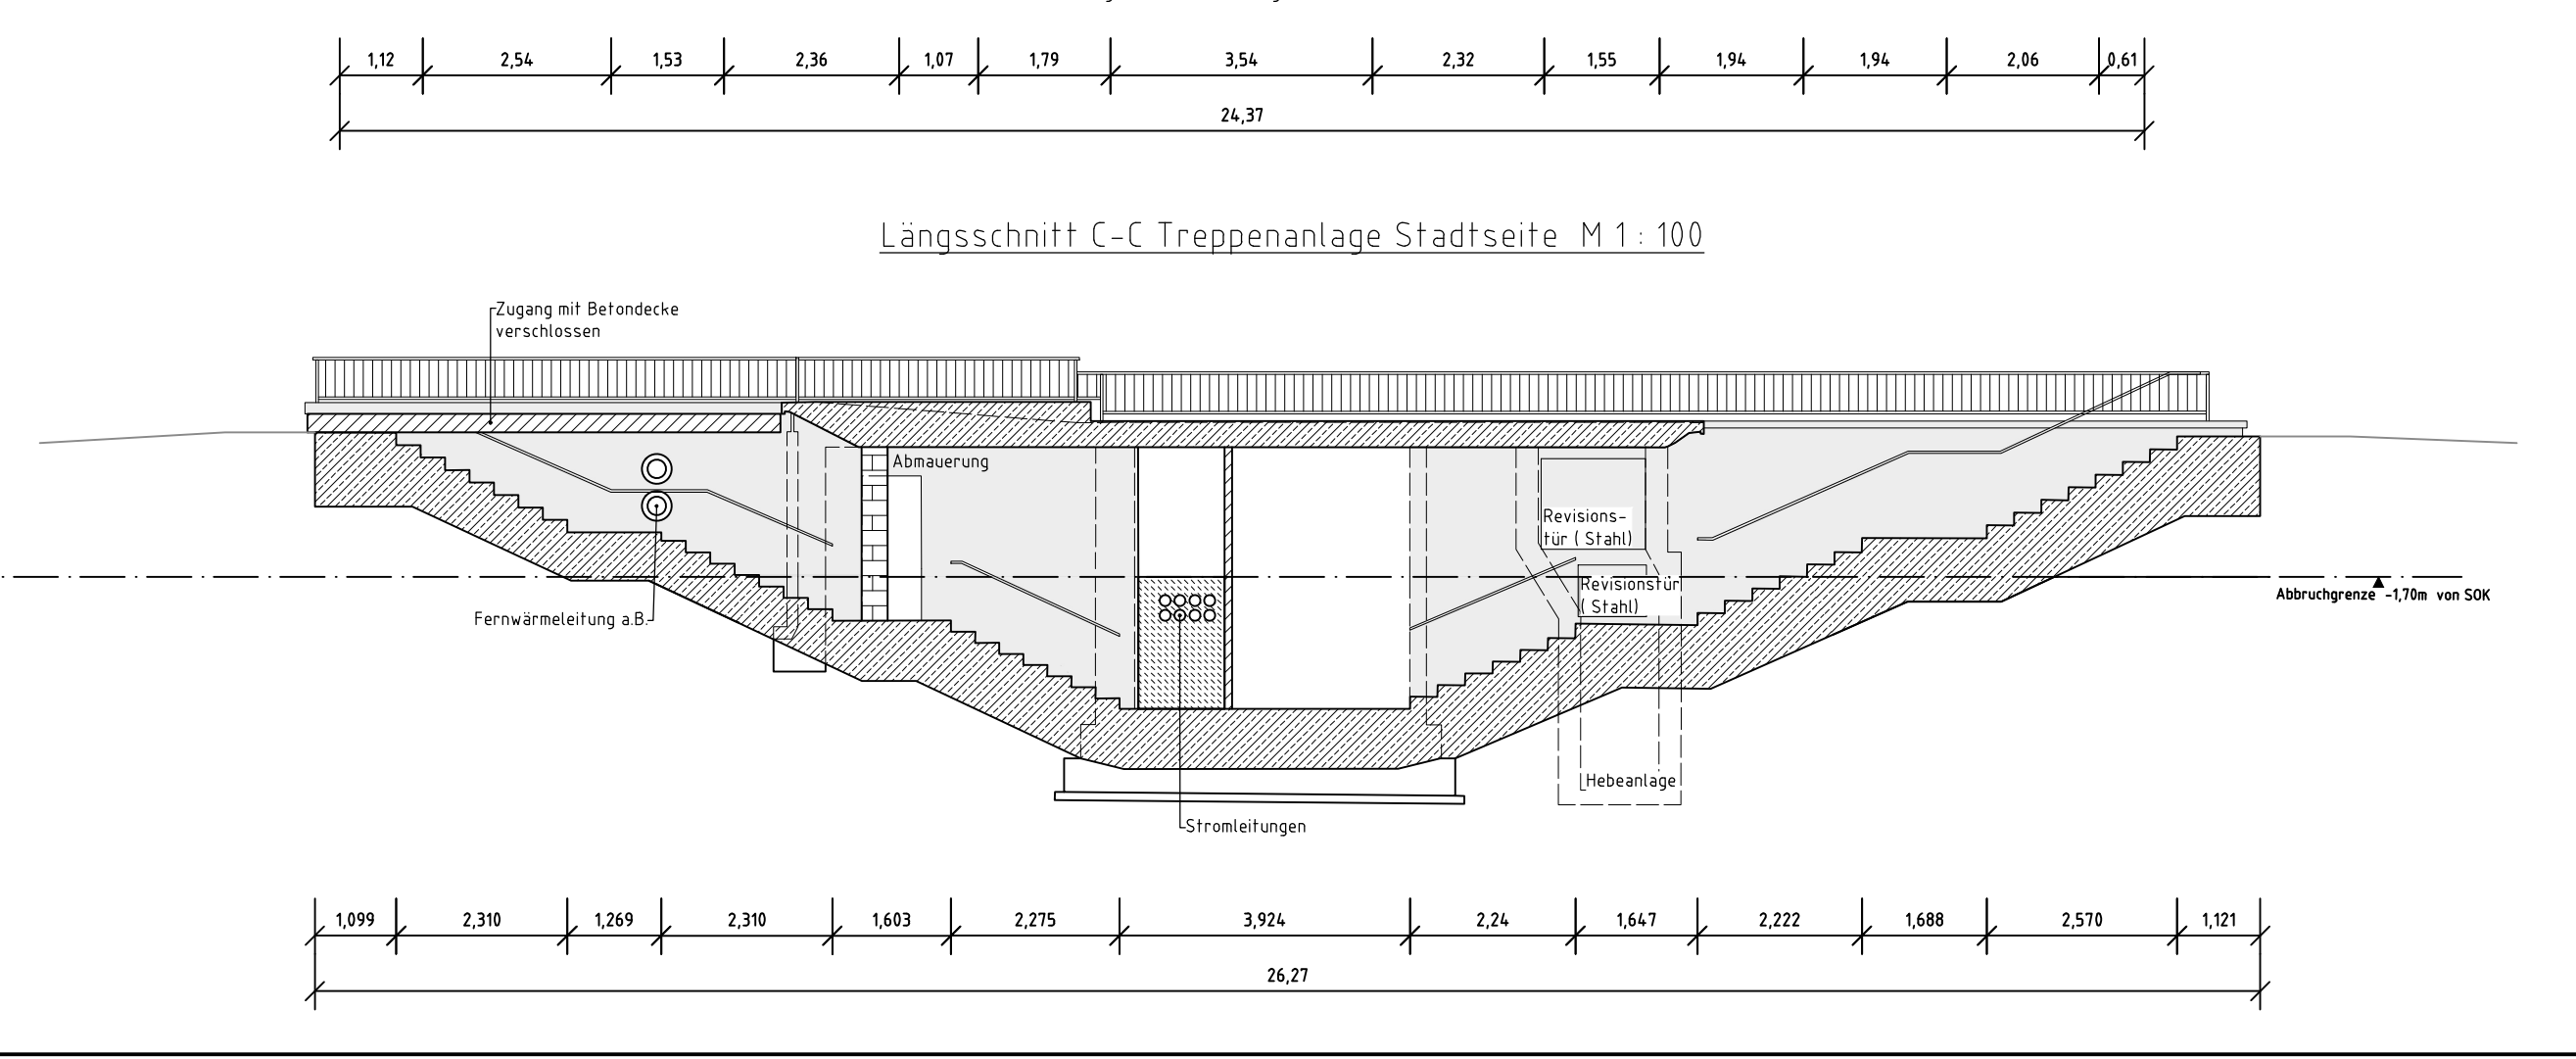 1,12 2,54 1,53 2,36 1,07 1,79 3,54 2,32 1,55 1,94 1,94 2,06 0,61
24,37
Längsschnitt C-C Treppenanlage Stadtseite M 1 : 100
Zugang mit Betondecke
verschlossen
Abmauerung
Revisions-
tür ( Stahl)
Revisionstür
( Stahl)
Abbruchgrenze -1,70m von SOK
Fernwärmeleitung a.B.
Hebeanlage
Stromleitungen
1,099 2,310 1,269 2,310 1,603 2,275 3,924 2,24 1,647 2,222 1,688 2,570 1,121
26,27